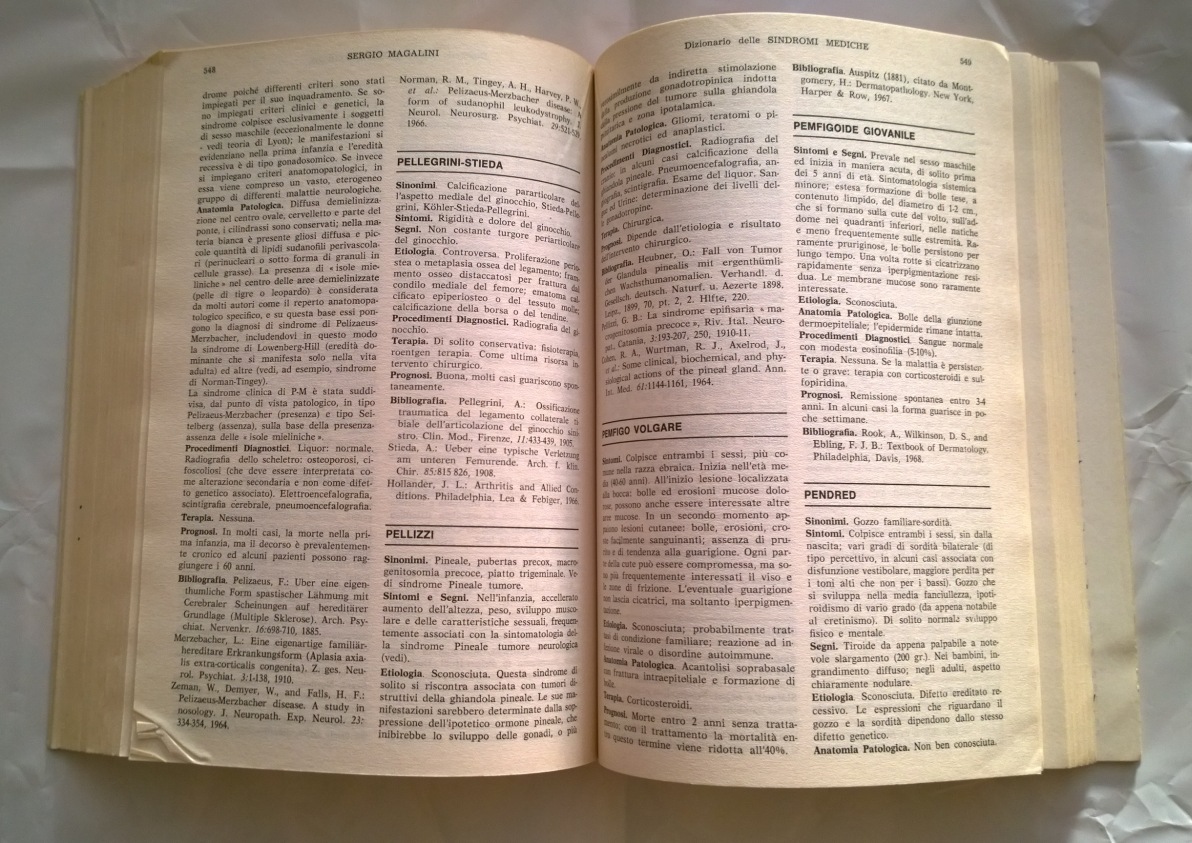 548
SERGIO MAGALINI
drome poiché differenti criteri sono stati
impiegati per il suo inquadramento. Se so-
no impiegati criteri clinici e genetici, la
sindrome colpisce esclusivamente i soggetti
di sesso maschile (eccezionalmente le donne
« vedi teoria di Lyon); le manifestazioni si
evidenziano nella prima infanzia e l'eredità
recessiva è di tipo gonadosomico. Se invece
si impiegano criteri anatomopatologici, in
essa viene compreso un vasto, eterogeneo
gruppo di differenti malattie neurologiche.
Anatomia Patologica. Diffusa demielinizza-
zione nel centro ovale, cervelletto e parte del
ponte, i cilindrassi sono conservati; nella ma-
teria bianca è presente gliosi diffusa e pic-
cole quantità di lipidi sudanofili perivascola-
ri (perinucleari o sotto forma di granuli in
cellule grasse). La presenza di « isole mie-
liniche » nel centro delle aree demielinizzate
(pelle di tigre o leopardo) è considerata
da molti autori come il reperto anatomopa-
tologico specifico, e su questa base essi pon-
gono la diagnosi di sindrome di Pelizaeus-
Merzbacher, includendovi in questo modo
la sindrome di Lowenberg-Hill (eredità do-
minante che si manifesta solo nella vita
adulta) ed altre (vedi, ad esempio, sindrome
di Norman-Tingey).
La sindrome clinica di P-M è stata suddi-
visa, dal punto di vista patologico, in tipo
Pelizaeus-Merzbacher (presenza) e tipo Sei-
telberg (assenza), sulla base della presenza-
assenza delle « isole mieliniche ».
Procedimenti Diagnostici. Liquor: normale.
Radiografia dello scheletro: osteoporosi, ci-
foscoliosi (che deve essere interpretata co-
me alterazione secondaria e non come difet-
to genetico associato). Elettroencefalografia,
scintigrafia cerebrale, pneumoencefalografia.
Terapia. Nessuna.
Prognosi. In molti casi, la morte nella pri-
ma infanzia, ma il decorso è prevalentemen-
te cronico ed alcuni pazienti possono rag-
giungere i 60 anni.
Bibliografia. Pelizaeus, F.: Uber eine eigen-
thumliche Form spastischer Lähmung mit
Cerebraler Scheinungen auf hereditärer
Grundlage (Multiple Sklerose). Arch. Psy-
chiat. Nervenkr. 16:698-710, 1885.
Merzebacher, L.: Eine eigenartige familiär-
hereditare Erkrankungsform (Aplasia axia-
lis extra-corticalis congenita). Z. ges. Neu-
rol. Psychiat. 3:1-138, 1910.
Zeman, W., Demyer, W., and Falls, H. F.:
Pelizaeus-Merzbacher disease. A study in
nosology. J. Neuropath. Exp. Neurol. 23:
334-354, 1964.
Norman, R. M., Tingey, A. H., Harvey, P. W.,
et al.: Pelizaeus-Merzbacher disease: A
form of sudanophil leukodystrophy. J.
Neurol. Neurosurg. Psychiat. 29:521-529
1966.
PELLEGRINI-STIEDA
Sinonimi. Calcificazione pararticolare del-
l'aspetto mediale del ginocchio, Stieda-Pelle-
grini, Köhler-Stieda-Pellegrini.
Sintomi. Rigidità e dolore del ginocchio.
Segni. Non costante turgore periarticolare
del ginocchio.
Etiologia. Controversa. Proliferazione perio-
stea o metaplasia ossea del legamento; fram-
mento osseo distaccatosi per frattura dal
condilo mediale del femore; ematoma cal-
cificato epiperiosteo o del tessuto molle;
calcificazione della borsa o del tendine.
Procedimenti Diagnostici. Radiografia del gi-
nocchio.
Terapia. Di solito conservativa: fisioterapia,
roentgen terapia. Come ultima risorsa in-
tervento chirurgico.
Prognosi. Buona, molti casi guariscono spon-
taneamente.
Bibliografia. Pellegrini, A.: Ossificazione
traumatica del legamento collaterale ti-
biale dell'articolazione del ginocchio sini-
stro. Clin. Mod., Firenze, 11:433-439, 1905.
Stieda, A.: Ueber eine typische Verletzung
am unteren Femurende. Arch. f. klin.
Chir. 85:815 826, 1908.
Hollander, J. L.: Arthritis and Allied Con-
ditions. Philadelphia, Lea & Febiger, 1966.
PELLIZZI
Sinonimi. Pineale, pubertas precox, macro-
genitosomia precoce, piatto trigeminale. Ve-
di sindrome Pineale tumore.
Sintomi e Segni. Nell'infanzia, accellerato
aumento dell'altezza, peso, sviluppo musco-
lare e delle caratteristiche sessuali, frequen-
temente associati con la sintomatologia del-
la sindrome Pineale tumore neurologica
(vedi).
Etiologia. Sconosciuta. Questa sindrome di
solito si riscontra associata con tumori di-
struttivi della ghiandola pineale. Le sue ma-
nifestazioni sarebbero determinate dalla sop-
pressione dell'ipotetico ormone pineale, che
inibirebbe lo sviluppo delle gonadi, o più
Dizionario delle SINDROMI MEDICHE
549
da indiretta stimolazione
produzione gonadotropinica indotta
pressione del tumore sulla ghiandola
e zona ipotalamica.
Patologica. Gliomi, teratomi o pi-
necrotici ed anaplastici.
Procedimenti Diagnostici. Radiografia del
in alcuni casi calcificazione della
ghiandola pineale. Pneumoencefalografia, an-
scintigrafia. Esame del liquor. San-
ed Urine: determinazione dei livelli del-
gonadotropine.
Terapia. Chirurgica.
Prognosi. Dipende dall'etiologia e risultato
dell'intervento chirurgico.
Bibliografia. Heubner, O.: Fall von Tumor
der Glandula pinealis mit ergenthümli-
chen Wachsthumanomalien. Verhandl. d.
Gesellsch. deutsch. Naturf. u. Aezerte 1898.
Leipz. 1899, 70, pt. 2, 2. Hlfte, 220.
G. B.: La sindrome epifisaria « ma-
crogenitosomia precoce », Riv. Ital. Neuro-
pat., Catania, 3:193-207, 250, 1910-11.
Cohen, R. A., Wurtman, R. J., Axelrod, J.,
et al.: Some clinical, biochemical, and phy-
siological actions of the pineal gland. Ann.
Int. Med. 61:1144-1161, 1964.
PEMFIGO VOLGARE
Sintomi. Colpisce entrambi i sessi, più co-
mune nella razza ebraica. Inizia nell'età me-
dia (40-60 anni). All'inizio lesione localizzata
alla bocca: bolle ed erosioni mucose dolo-
rose, possono anche essere interessate altre
aree mucose. In un secondo momento ap-
paiono lesioni cutanee: bolle, erosioni, cro-
ste facilmente sanguinanti; assenza di pru-
rito e di tendenza alla guarigione. Ogni par-
te della cute può essere compromessa, ma so-
no più frequentemente interessati il viso e
le zone di frizione. L'eventuale guarigione
non lascia cicatrici, ma soltanto iperpigmen-
tazione.
Etiologia. Sconosciuta; probabilmente trat-
tasi di condizione familiare; reazione ad in-
fezione virale o disordine autoimmune.
Anatomia Patologica. Acantolisi soprabasale
con frattura intraepiteliale e formazione di
bolle.
Terapia. Corticosteroidi.
Prognosi. Morte entro 2 anni senza tratta-
mento; con il trattamento la mortalità en-
tro questo termine viene ridotta all'40%.
Bibliografia. Auspitz (1881), citato da Mont-
gomery, H.: Dermatopathology. New York,
Harper & Row, 1967.
PEMFIGOIDE GIOVANILE
Sintomi e Segni. Prevale nel sesso maschile
ed inizia in maniera acuta, di solito prima
dei 5 anni di età. Sintomatologia sistemica
minore; estesa formazione di bolle tese, a
contenuto limpido, del diametro di 1-2 cm.,
che si formano sulla cute del volto, sull'ad-
dome nei quadranti inferiori, nelle natiche
e meno frequentemente sulle estremità. Ra-
ramente pruriginose, le bolle persistono per
lungo tempo. Una volta rotte si cicatrizzano
rapidamente senza iperpigmentazione resi-
dua. Le membrane mucose sono raramente
interessate.
Etiologia. Sconosciuta.
Anatomia Patologica. Bolle della giunzione
dermoepiteliale; l'epidermide rimane intatta.
Procedimenti Diagnostici. Sangue normale
con modesta eosinofilia (5-10%).
Terapia. Nessuna. Se la malattia è persisten-
te o grave: terapia con corticosteroidi e sul-
fopiridina.
Prognosi. Remissione spontanea entro 3-4
anni. In alcuni casi la forma guarisce in po-
che settimane.
Bibliografia. Rook, A., Wilkinson, D. S., and
Ebling, F. J. B.: Textbook of Dermatology.
Philadelphia, Davis, 1968.
PENDRED
Sinonimi. Gozzo familiare-sordità.
Sintomi. Colpisce entrambi i sessi, sin dalla
nascita; vari gradi di sordità bilaterale (di
tipo percettivo, in alcuni casi associata con
disfunzione vestibolare, maggiore perdita per
i toni alti che non per i bassi). Gozzo che
si sviluppa nella media fanciullezza, ipoti-
roidismo di vario grado (da appena notabile
al cretinismo). Di solito normale sviluppo
fisico e mentale.
Segni. Tiroide da appena palpabile a note-
vole slargamento (200 gr.). Nei bambini, in-
grandimento diffuso; negli adulti, aspetto
chiaramente nodulare.
Etiologia. Sconosciuta. Difetto ereditato re-
cessivo. Le espressioni che riguardano il
gozzo e la sordità dipendono dallo stesso
difetto genetico.
Anatomia Patologica. Non ben conosciuta.